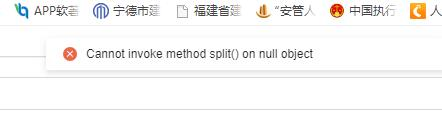 APP软著 宁德市建 福建省建 “安管人 中国执行 人
Cannot invoke method split() on null object